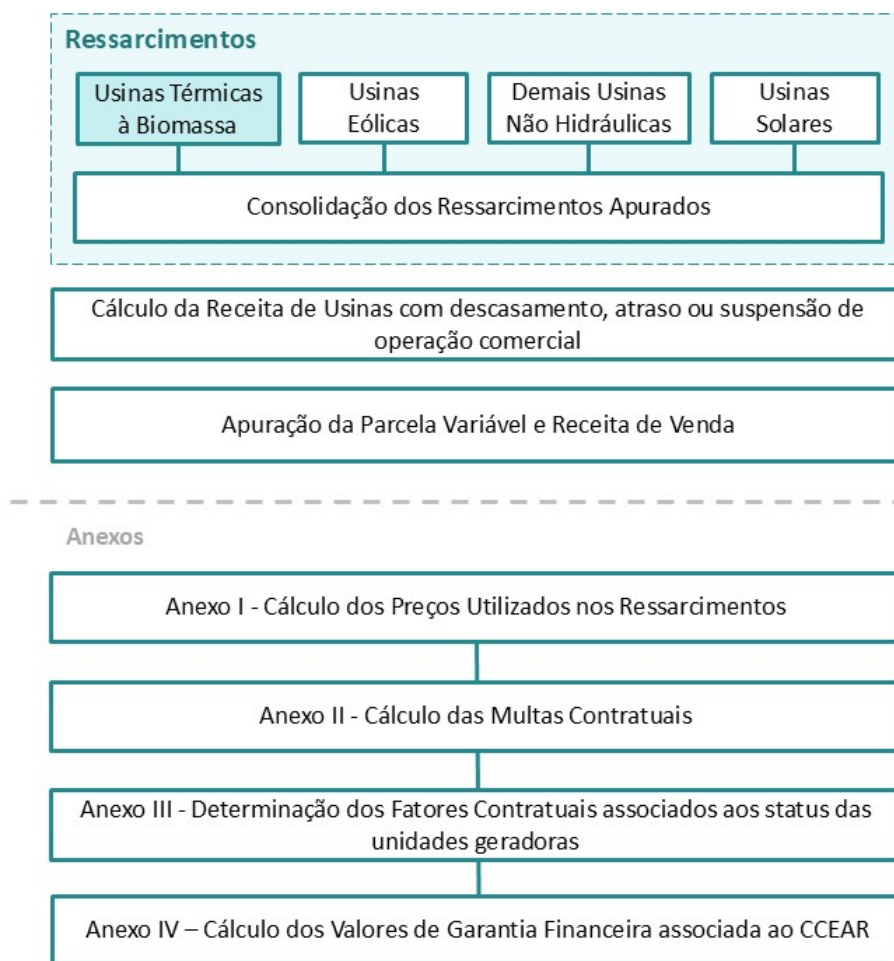 Ressarcimentos
Usinas Térmicas
à Biomassa
Usinas
Eólicas
Demais Usinas
Não Hidráulicas
Usinas
Solares
Consolidação dos Ressarcimentos Apurados
Cálculo da Receita de Usinas com descasamento, atraso ou suspensão de
operação comercial
Apuração da Parcela Variável e Receita de Venda
Anexos
Anexo I - Cálculo dos Preços Utilizados nos Ressarcimentos
Anexo II - Cálculo das Multas Contratuais
Anexo III - Determinação dos Fatores Contratuais associados aos status das
unidades geradoras
Anexo IV – Cálculo dos Valores de Garantia Financeira associada ao CCEAR